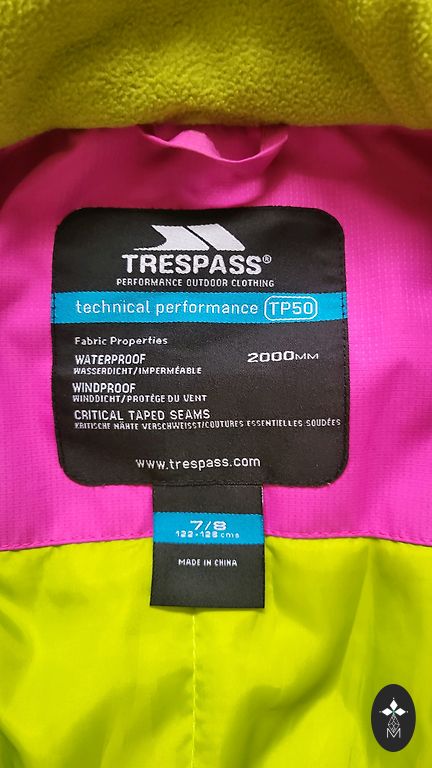 TRESPASS®
PERFORMANCE OUTDOOR CLOTHING
technical performance TP50
Fabric Properties
WATERPROOF 2000MM
WASSERDICHT/IMPERMÉABLE
WINDPROOF
WINDDICHT/PROTÈGE DU VENT
CRITICAL TAPED SEAMS
KRITISCHE NÄHTE VERSCHWEISST/COUTURES ESSENTIELLES SOUDÉES
www.trespass.com
7/8
122-128 cms
MADE IN CHINA
M